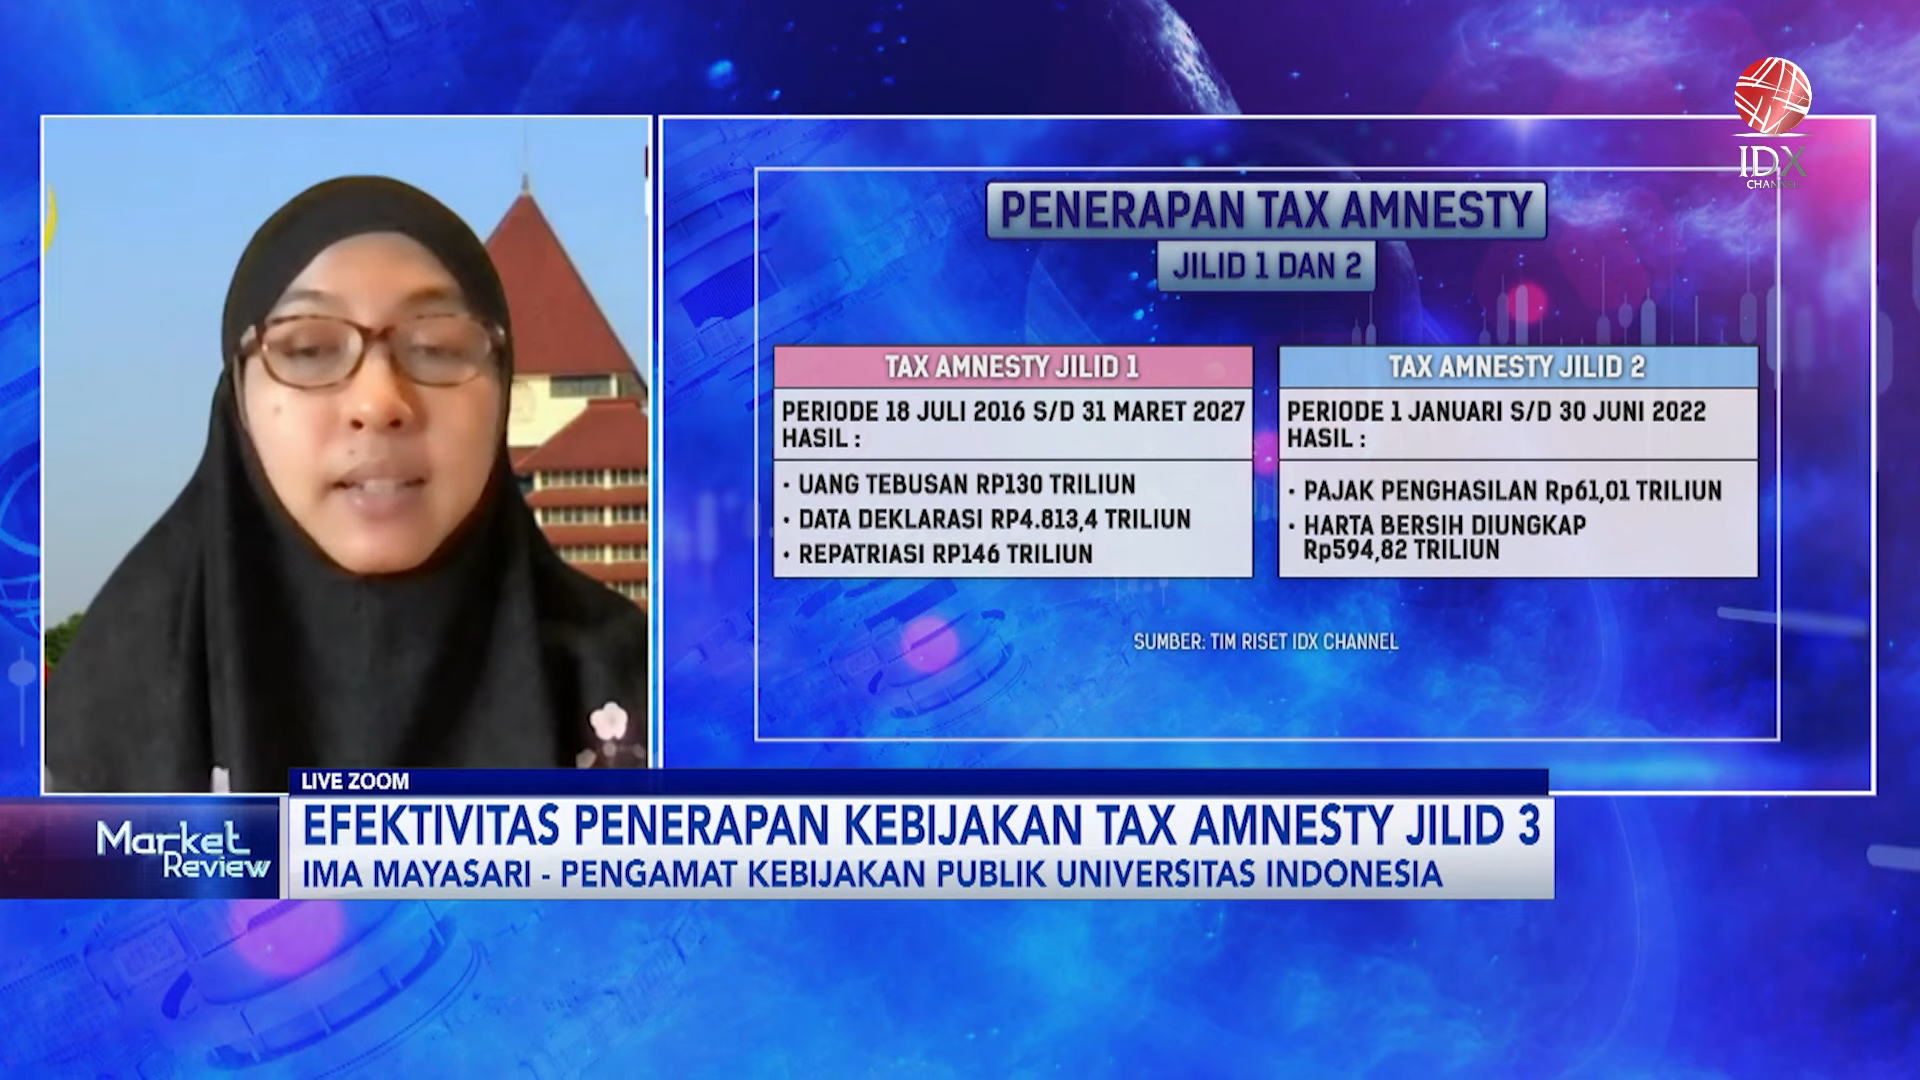 IDX
CHANNEL
PENERAPAN TAX AMNESTY
JILID 1 DAN 2
TAX AMNESTY JILID 1
PERIODE 18 JULI 2016 S/D 31 MARET 2027
HASIL :
• UANG TEBUSAN RP130 TRILIUN
• DATA DEKLARASI RP4.813,4 TRILIUN
• REPATRIASI RP146 TRILIUN
TAX AMNESTY JILID 2
PERIODE 1 JANUARI S/D 30 JUNI 2022
HASIL :
• PAJAK PENGHASILAN Rp61,01 TRILIUN
• HARTA BERSIH DIUNGKAP
Rp594,82 TRILIUN
SUMBER: TIM RISET IDX CHANNEL
LIVE ZOOM
Market
Review
EFEKTIVITAS PENERAPAN KEBIJAKAN TAX AMNESTY JILID 3
IMA MAYASARI - PENGAMAT KEBIJAKAN PUBLIK UNIVERSITAS INDONESIA